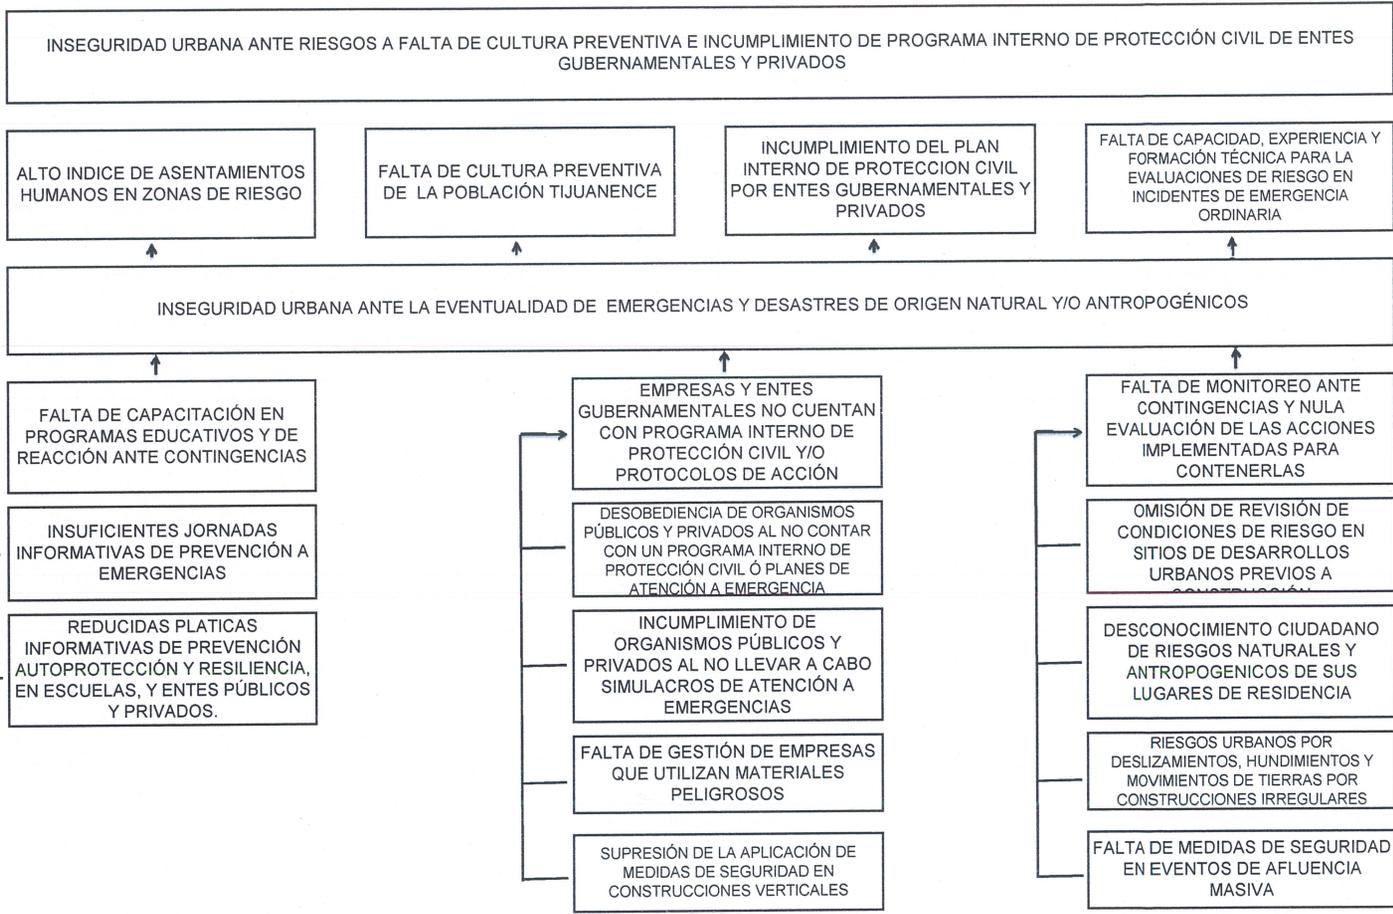 INSEGURIDAD URBANA ANTE RIESGOS A FALTA DE CULTURA PREVENTIVA E INCUMPLIMIENTO DE PROGRAMA INTERNO DE PROTECCIÓN CIVIL DE ENTES
GUBERNAMENTALES Y PRIVADOS
ALTO INDICE DE ASENTAMIENTOS
HUMANOS EN ZONAS DE RIESGO
FALTA DE CULTURA PREVENTIVA
DE LA POBLACIÓN TIJUANENCE
INCUMPLIMIENTO DEL PLAN
INTERNO DE PROTECCION CIVIL
POR ENTES GUBERNAMENTALES Y
PRIVADOS
FALTA DE CAPACIDAD, EXPERIENCIA Y
FORMACIÓN TÉCNICA PARA LA
EVALUACIONES DE RIESGO EN
INCIDENTES DE EMERGENCIA
ORDINARIA
INSEGURIDAD URBANA ANTE LA EVENTUALIDAD DE EMERGENCIAS Y DESASTRES DE ORIGEN NATURAL Y/O ANTROPOGÉNICOS
FALTA DE CAPACITACIÓN EN
PROGRAMAS EDUCATIVOS Y DE
REACCIÓN ANTE CONTINGENCIAS
INSUFICIENTES JORNADAS
INFORMATIVAS DE PREVENCIÓN A
EMERGENCIAS
REDUCIDAS PLATICAS
INFORMATIVAS DE PREVENCIÓN
AUTOPROTECCIÓN Y RESILIENCIA,
EN ESCUELAS, Y ENTES PÚBLICOS
Y PRIVADOS.
EMPRESAS Y ENTES
GUBERNAMENTALES NO CUENTAN
CON PROGRAMA INTERNO DE
PROTECCIÓN CIVIL Y/O
PROTOCOLOS DE ACCIÓN
DESOBEDIENCIA DE ORGANISMOS
PÚBLICOS Y PRIVADOS AL NO CONTAR
CON UN PROGRAMA INTERNO DE
PROTECCIÓN CIVIL Ó PLANES DE
ATENCIÓN A EMERGENCIA
INCUMPLIMIENTO DE
ORGANISMOS PÚBLICOS Y
PRIVADOS AL NO LLEVAR A CABO
SIMULACROS DE ATENCIÓN A
EMERGENCIAS
FALTA DE GESTIÓN DE EMPRESAS
QUE UTILIZAN MATERIALES
PELIGROSOS
SUPRESIÓN DE LA APLICACIÓN DE
MEDIDAS DE SEGURIDAD EN
CONSTRUCCIONES VERTICALES
FALTA DE MONITOREO ANTE
CONTINGENCIAS Y NULA
EVALUACIÓN DE LAS ACCIONES
IMPLEMENTADAS PARA
CONTENERLAS
OMISIÓN DE REVISIÓN DE
CONDICIONES DE RIESGO EN
SITIOS DE DESARROLLOS
URBANOS PREVIOS A
CONSTRUCCIÓN
DESCONOCIMIENTO CIUDADANO
DE RIESGOS NATURALES Y
ANTROPOGENICOS DE SUS
LUGARES DE RESIDENCIA
RIESGOS URBANOS POR
DESLIZAMIENTOS, HUNDIMIENTOS Y
MOVIMIENTOS DE TIERRAS POR
CONSTRUCCIONES IRREGULARES
FALTA DE MEDIDAS DE SEGURIDAD
EN EVENTOS DE AFLUENCIA
MASIVA